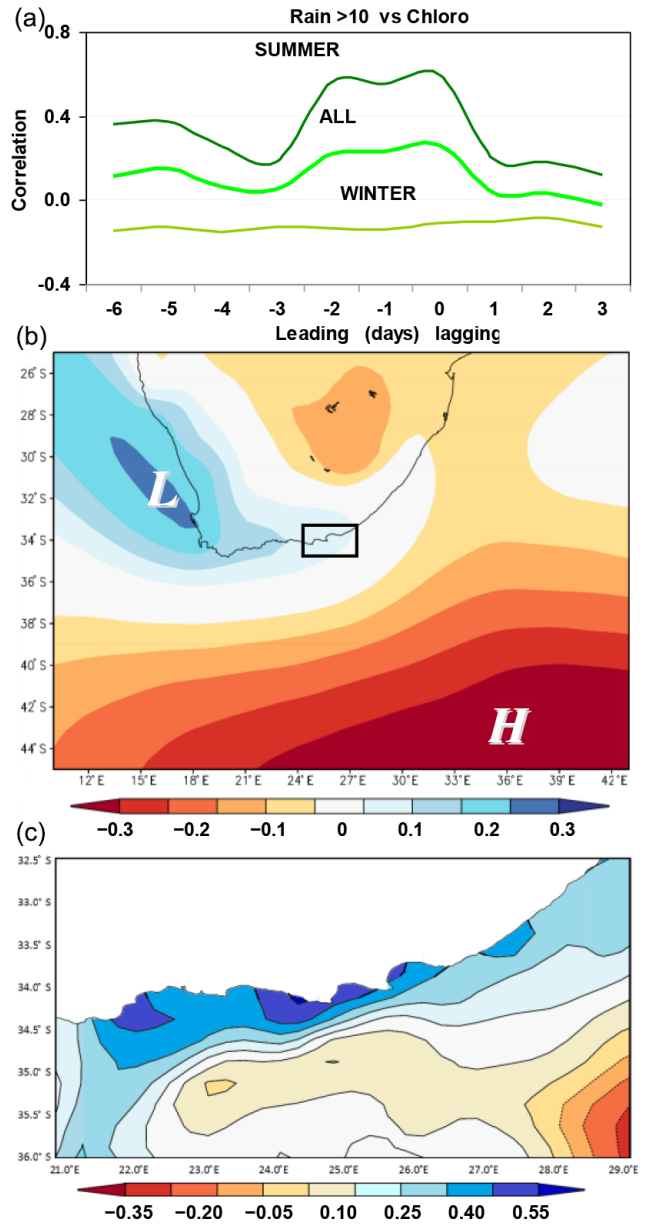 (a)
Rain >10 vs Chloro
0.8
SUMMER
0.4
ALL
Correlation
0.0
WINTER
-0.4
-6 -5 -4 -3 -2 -1 0 1 2 3
Leading (days) lagging
(b)
26°S
28°S
30°S
32°S
34°S
36°S
38°S
40°S
42°S
44°S
L
H
12°E 15°E 18°E 21°E 24°E 27°E 30°E 33°E 36°E 39°E 42°E
−0.3 −0.2 −0.1 0 0.1 0.2 0.3
(c)
32.5° S
33.0° S
33.5° S
34.0° S
34.5° S
35.0° S
35.5° S
36.0° S
21.0°E 22.0°E 23.0°E 24.0°E 25.0°E 26.0°E 27.0°E 28.0°E 29.0°E
−0.35 −0.20 −0.05 0.10 0.25 0.40 0.55